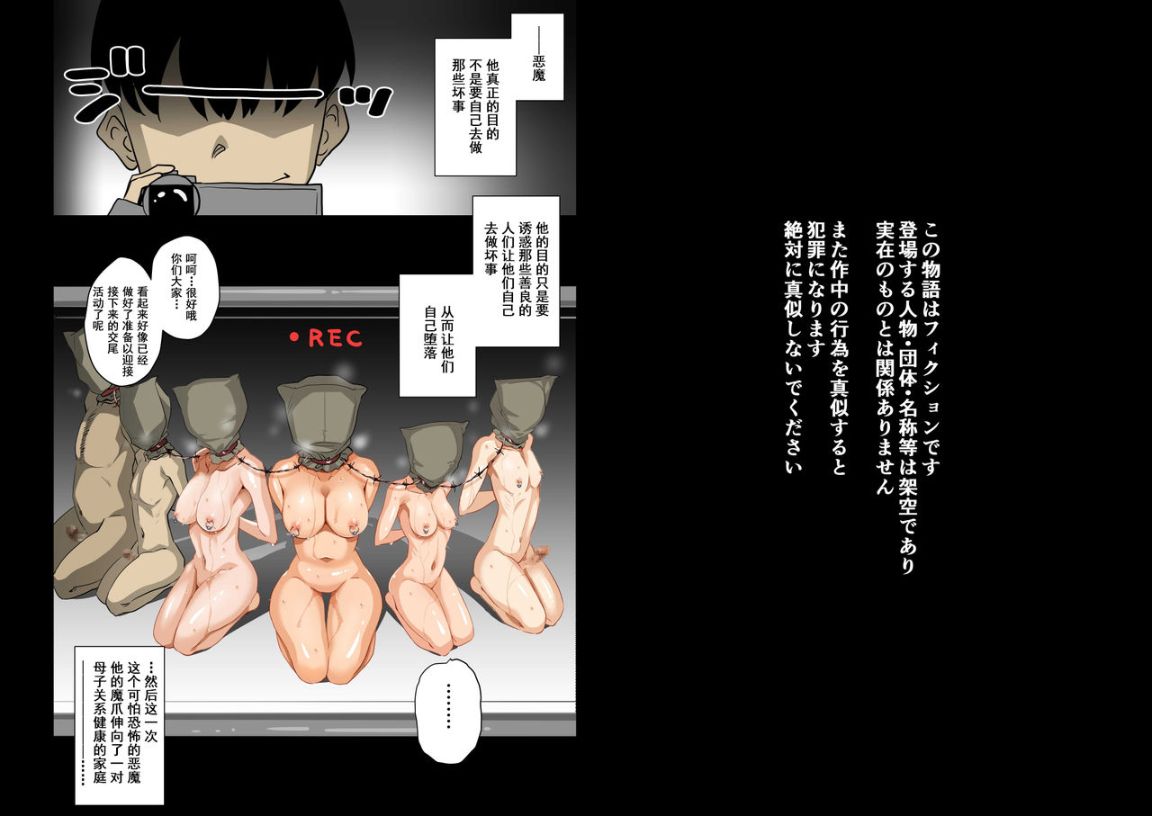 この物語はフィクションです
登場する人物・団体・名称等は架空であり
実在のものとは関係ありません
また作中の行為を真似すると
犯罪になります
絶対に真似しないでください
――恶魔
他真正的目的
不是要自己去做
那些坏事
他的目的只是要
诱惑那些善良的
人们让他们自己
去做坏事
从而让他们
自己堕落
呵呵…很好哦
你们大家…
看起来好像已经
做好了准备以迎接
接下来的交尾
活动了呢
REC
………
…然后这一次
这个可怕恐怖的恶魔
他的魔爪伸向了一对
母子关系健康的家庭
――――――……